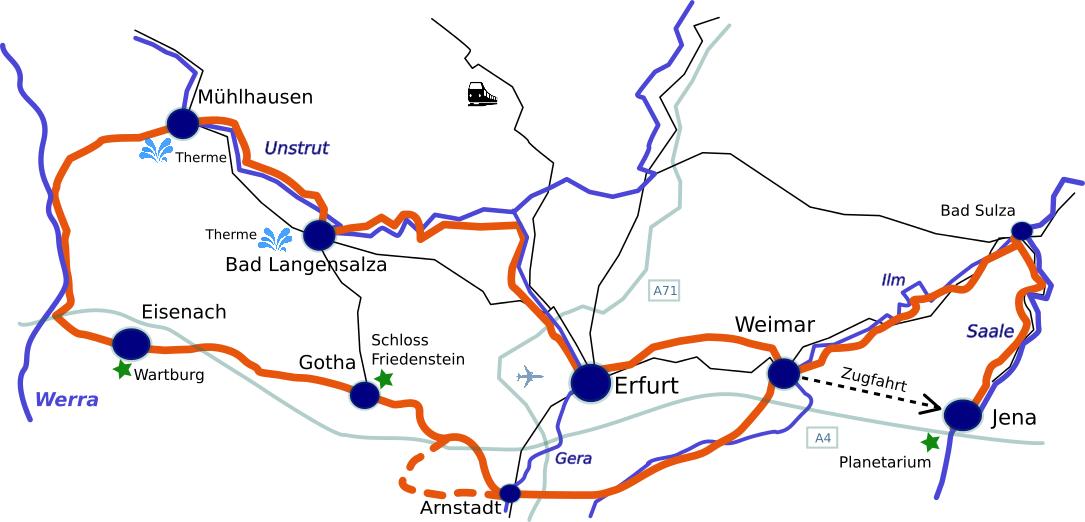 Mühlhausen
Therme
Unstrut
Therme
Bad Langensalza
Bad Sulza
Ilm
A71
Eisenach
Wartburg
Gotha
Schloss
Friedenstein
Weimar
Saale
Werra
Erfurt
Zugfahrt
Jena
A4
Planetarium
Gera
Arnstadt